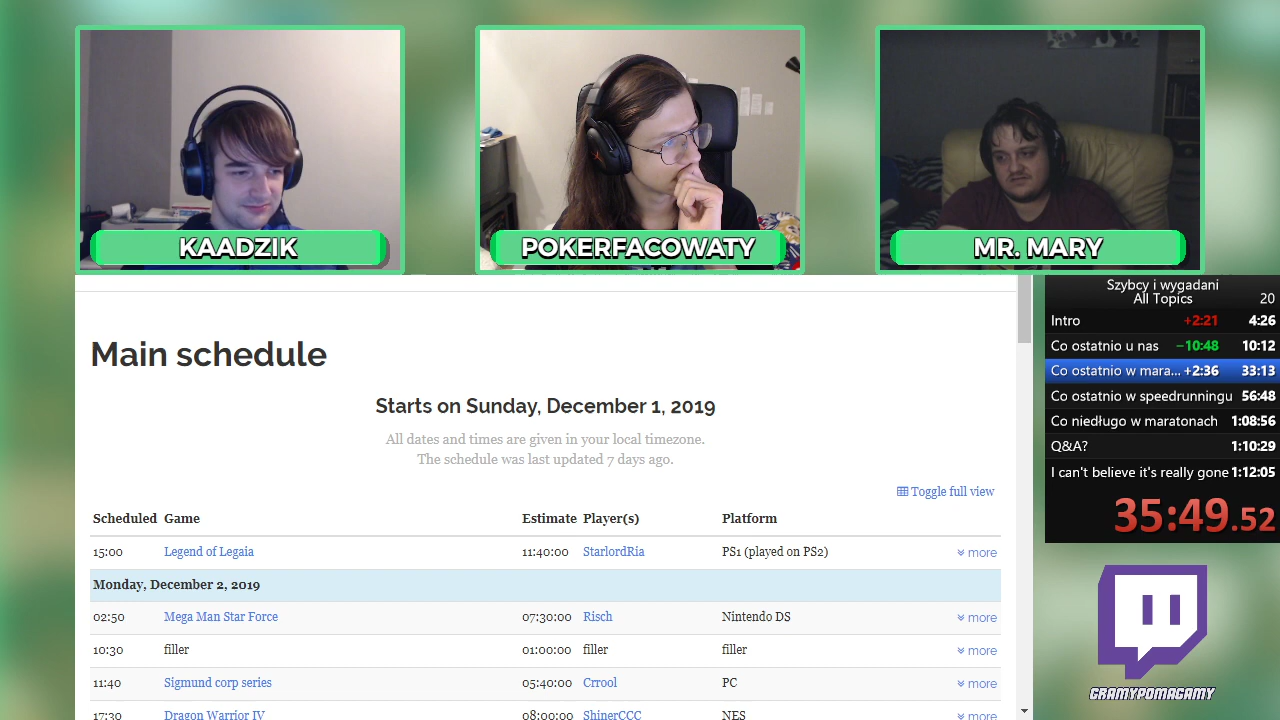 KAADZIK
POKERFACOWATY
MR. MARY
Main schedule
Starts on Sunday, December 1, 2019
All dates and times are given in your local timezone.
The schedule was last updated 7 days ago.
Toggle full view
Scheduled Game Estimate Player(s) Platform
15:00 Legend of Legaia 11:40:00 StarlordRia PS1 (played on PS2) more
Monday, December 2, 2019
02:50 Mega Man Star Force 07:30:00 Risch Nintendo DS more
10:30 filler 01:00:00 filler filler more
11:40 Sigmund corp series 05:40:00 Crrool PC more
17:30 Dragon Warrior IV 08:00:00 ShinerCCC NES more
Szybcy i wygadani
All Topics 20
Intro +2:21 4:26
Co ostatnio u nas −10:48 10:12
Co ostatnio w mara... +2:36 33:13
Co ostatnio w speedrunningu 56:48
Co niedługo w maratonach 1:08:56
Q&A? 1:10:29
I can't believe it's really gone 1:12:05
35:49.52
GRAMYPOMAGAMY